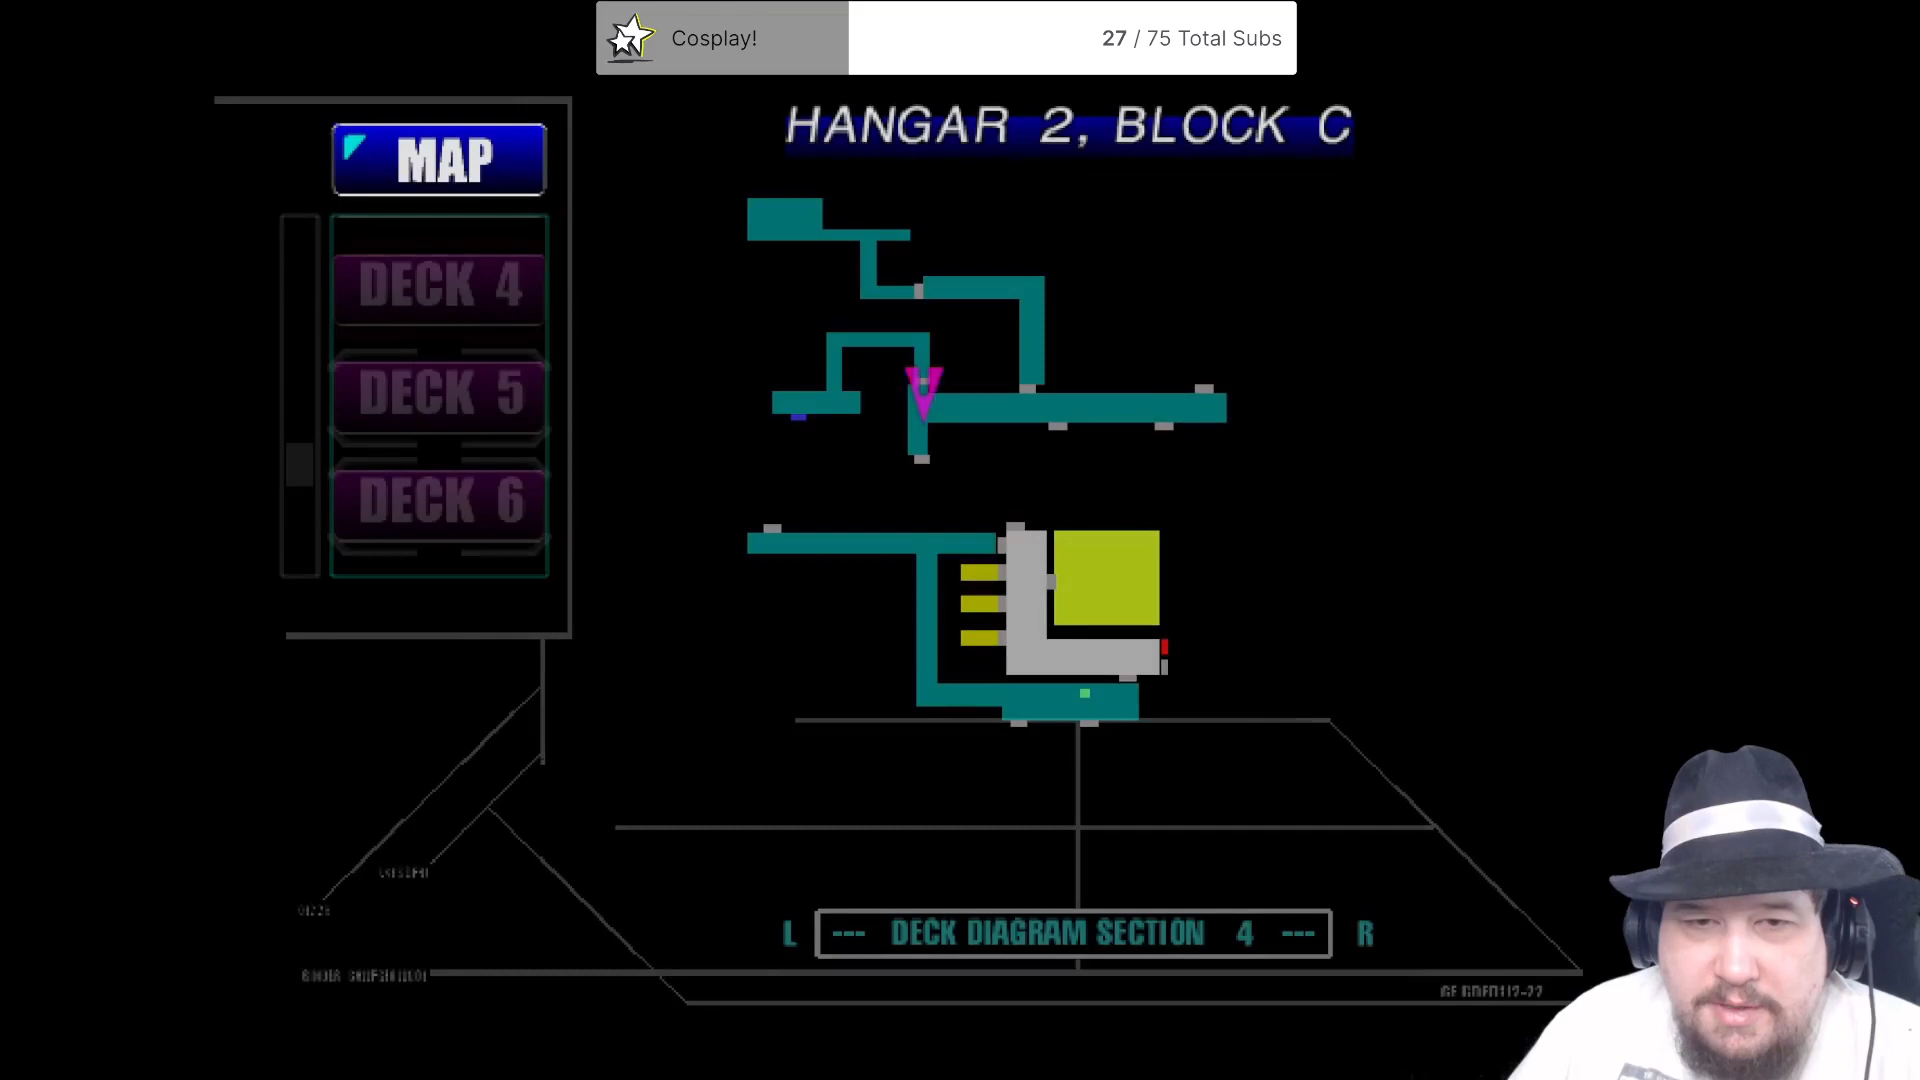 Cosplay!
27 / 75 Total Subs
HANGAR 2, BLOCK C
MAP
DECK 4
DECK 5
DECK 6
L --- DECK DIAGRAM SECTION 4 --- R